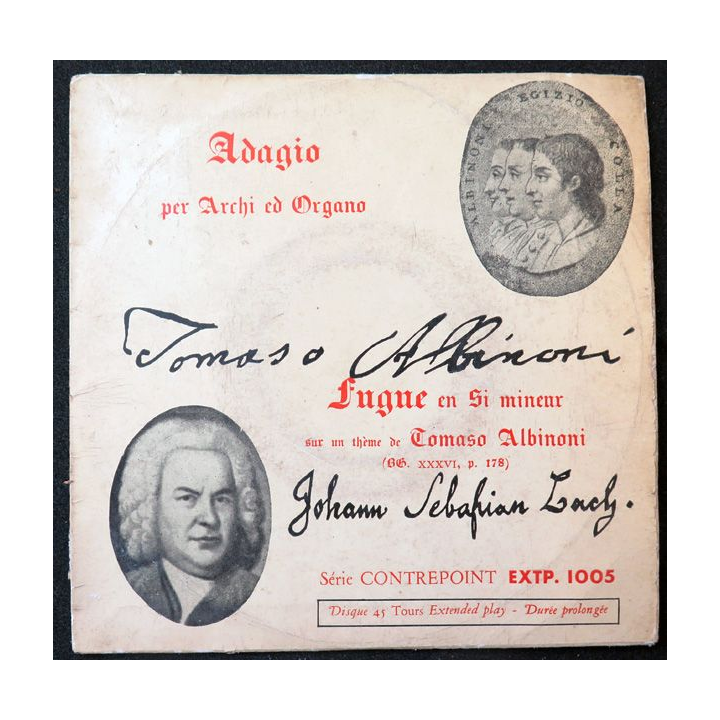 ALBINONI EGIZIO COLLA
Adagio
per Archi ed Organo
Tomaso Albinoni
Fugue en Si mineur
sur un thème de Tomaso Albinoni
(BG. XXXVI, p. 178)
Johann Sebastian Bach.
Série CONTREPOINT EXTP. 1005
Disque 45 Tours Extended play - Durée prolongée